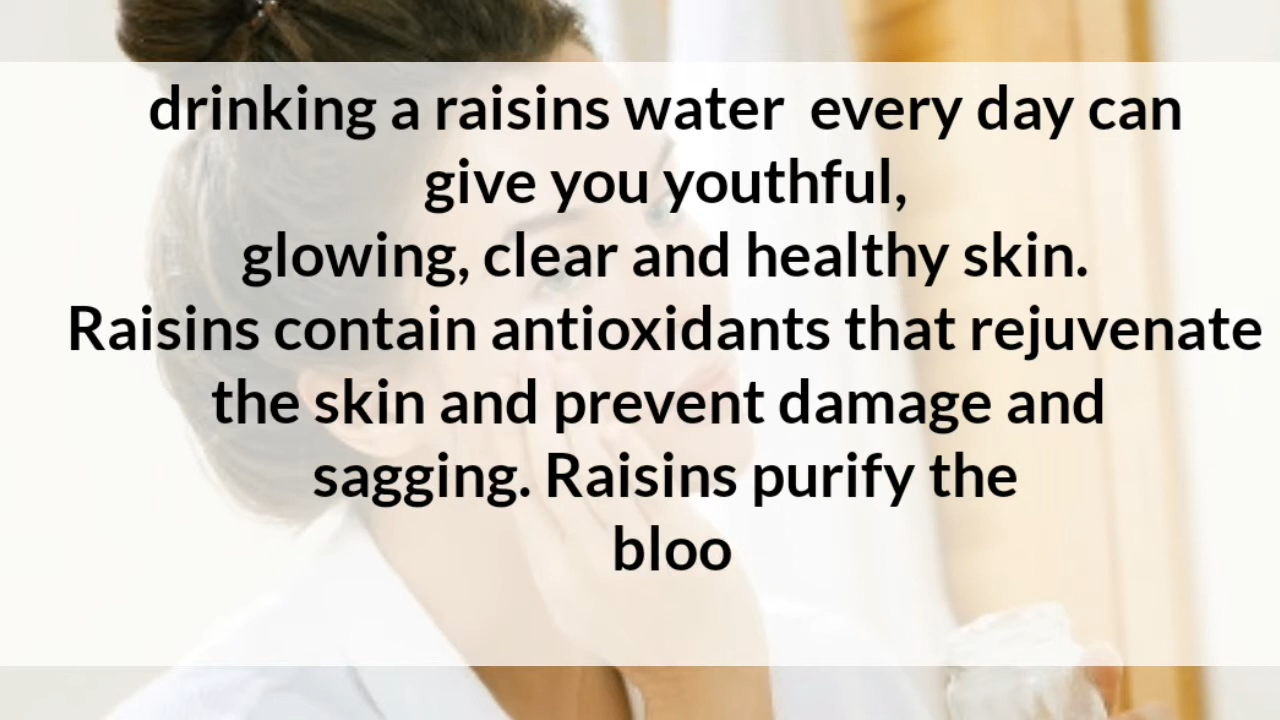 drinking a raisins water  every day can
give you youthful,
glowing, clear and healthy skin.
Raisins contain antioxidants that rejuvenate
the skin and prevent damage and
sagging. Raisins purify the
bloo